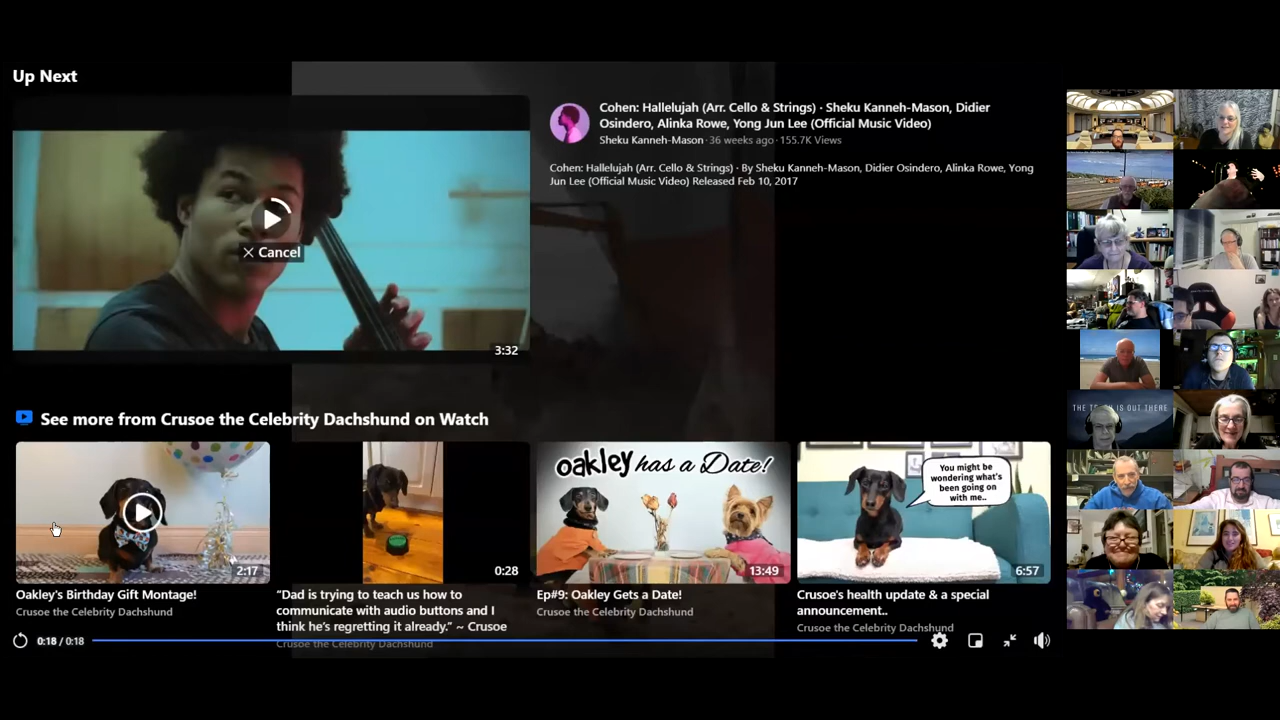 Up Next
Cancel
3:32
Cohen: Hallelujah (Arr. Cello & Strings) · Sheku Kanneh-Mason, Didier
Osindero, Alinka Rowe, Yong Jun Lee (Official Music Video)
Sheku Kanneh-Mason · 36 weeks ago · 155.7K Views
Cohen: Hallelujah (Arr. Cello & Strings) · By Sheku Kanneh-Mason, Didier Osindero, Alinka Rowe, Yong
Jun Lee (Official Music Video) Released Feb 10, 2017
See more from Crusoe the Celebrity Dachshund on Watch
2:17
Oakley's Birthday Gift Montage!
Crusoe the Celebrity Dachshund
0:28
“Dad is trying to teach us how to
communicate with audio buttons and I
think he's regretting it already.” ~ Crusoe
Crusoe the Celebrity Dachshund
oakley has a Date!
13:49
Ep#9: Oakley Gets a Date!
Crusoe the Celebrity Dachshund
You might be
wondering what's
been going on
with me..
6:57
Crusoe's health update & a special
announcement..
Crusoe the Celebrity Dachshund
0:18 / 0:18
THE TRUTH IS OUT THERE